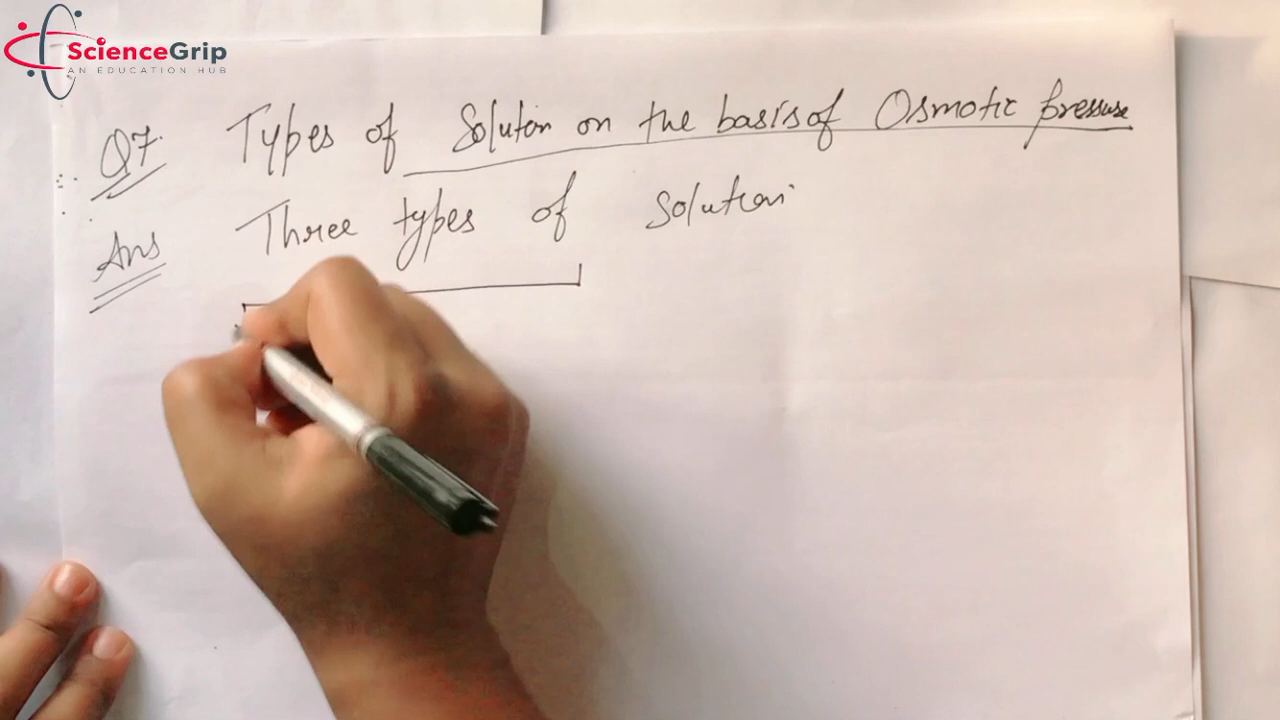 ScienceGrip
AN EDUCATION HUB
Q7. Types of Solution on the basis of Osmotic pressure
Ans Three types of Solution